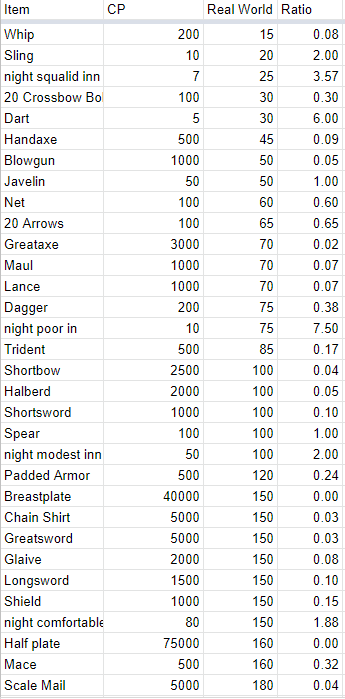 Item CP Real World Ratio
Whip 200 15 0.08
Sling 10 20 2.00
night squalid inn 7 25 3.57
20 Crossbow Bo 100 30 0.30
Dart 5 30 6.00
Handaxe 500 45 0.09
Blowgun 1000 50 0.05
Javelin 50 50 1.00
Net 100 60 0.60
20 Arrows 100 65 0.65
Greataxe 3000 70 0.02
Maul 1000 70 0.07
Lance 1000 70 0.07
Dagger 200 75 0.38
night poor in 10 75 7.50
Trident 500 85 0.17
Shortbow 2500 100 0.04
Halberd 2000 100 0.05
Shortsword 1000 100 0.10
Spear 100 100 1.00
night modest inn 50 100 2.00
Padded Armor 500 120 0.24
Breastplate 40000 150 0.00
Chain Shirt 5000 150 0.03
Greatsword 5000 150 0.03
Glaive 2000 150 0.08
Longsword 1500 150 0.10
Shield 1000 150 0.15
night comfortable 80 150 1.88
Half plate 75000 160 0.00
Mace 500 160 0.32
Scale Mail 5000 180 0.04